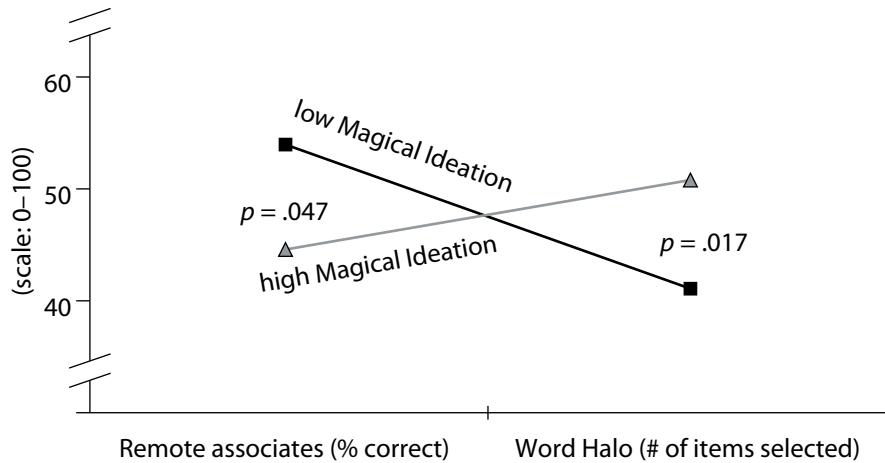 (scale: 0–100)
60
50
40
low Magical Ideation
p = .047
high Magical Ideation
p = .017
Remote associates (% correct)
Word Halo (# of items selected)